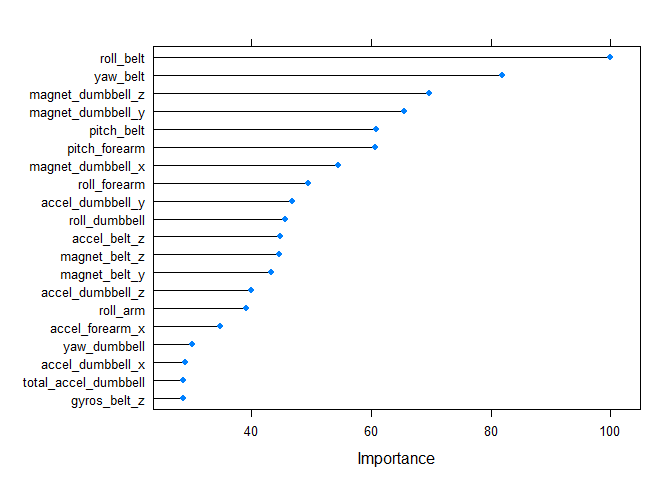 roll_belt
yaw_belt
magnet_dumbbell_z
magnet_dumbbell_y
pitch_belt
pitch_forearm
magnet_dumbbell_x
roll_forearm
accel_dumbbell_y
roll_dumbbell
accel_belt_z
magnet_belt_z
magnet_belt_y
accel_dumbbell_z
roll_arm
accel_forearm_x
yaw_dumbbell
accel_dumbbell_x
total_accel_dumbbell
gyros_belt_z
40 60 80 100
Importance